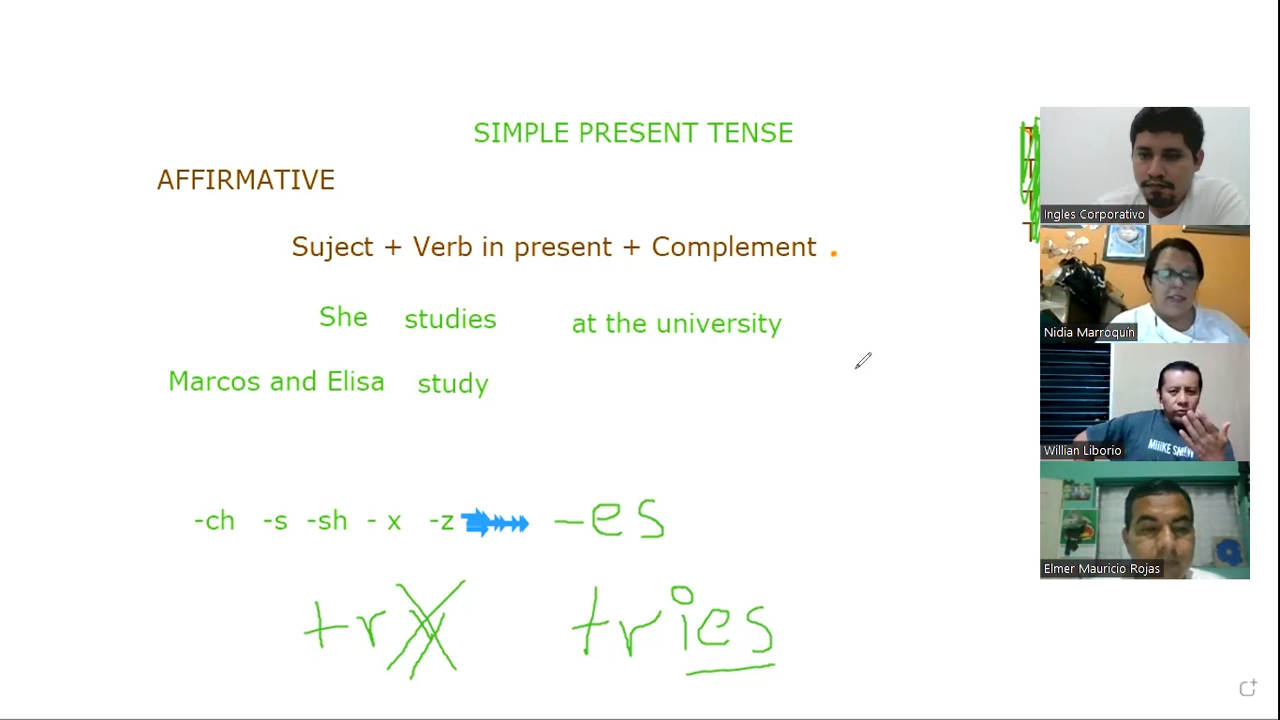 SIMPLE PRESENT TENSE
AFFIRMATIVE
Suject + Verb in present + Complement .
She studies at the university
Marcos and Elisa study
-ch -s -sh - x -z -es
try tries
Ingles Corporativo
Nidia Marroquin
Willian Liborio
Elmer Mauricio Rojas